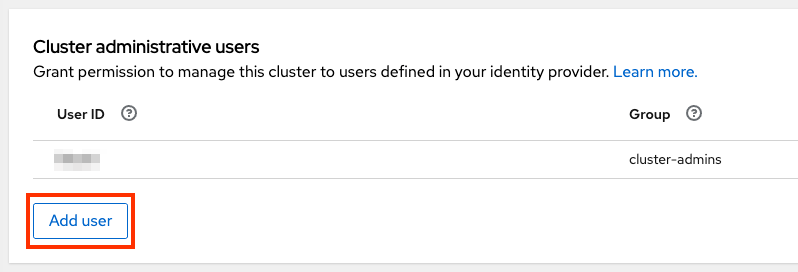 Cluster administrative users
Grant permission to manage this cluster to users defined in your identity provider. Learn more.
User ID Group
cluster-admins
Add user